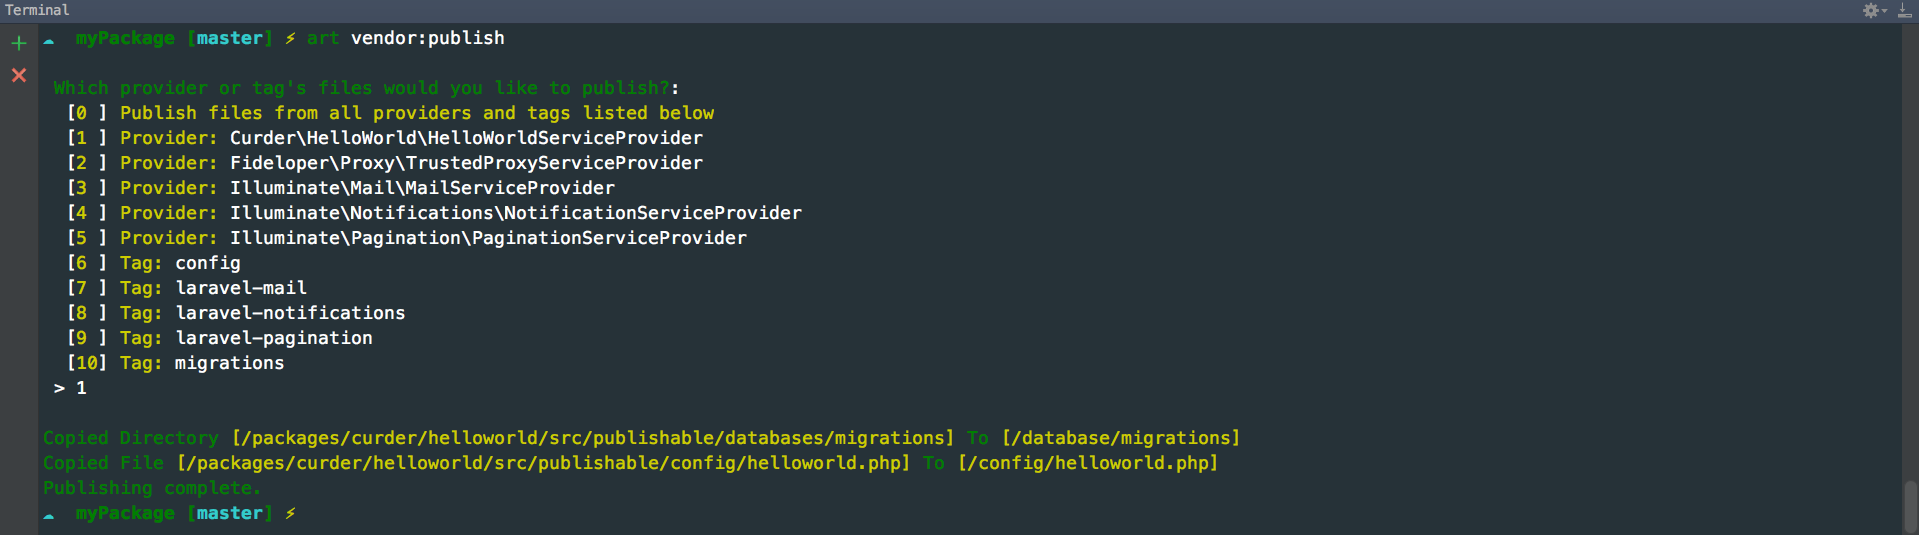 Terminal
myPackage [master] ⚡ art vendor:publish
Which provider or tag's files would you like to publish?:
[0 ] Publish files from all providers and tags listed below
[1 ] Provider: Curder\HelloWorld\HelloWorldServiceProvider
[2 ] Provider: Fideloper\Proxy\TrustedProxyServiceProvider
[3 ] Provider: Illuminate\Mail\MailServiceProvider
[4 ] Provider: Illuminate\Notifications\NotificationServiceProvider
[5 ] Provider: Illuminate\Pagination\PaginationServiceProvider
[6 ] Tag: config
[7 ] Tag: laravel-mail
[8 ] Tag: laravel-notifications
[9 ] Tag: laravel-pagination
[10] Tag: migrations
> 1
Copied Directory [/packages/curder/helloworld/src/publishable/databases/migrations] To [/database/migrations]
Copied File [/packages/curder/helloworld/src/publishable/config/helloworld.php] To [/config/helloworld.php]
Publishing complete.
myPackage [master] ⚡